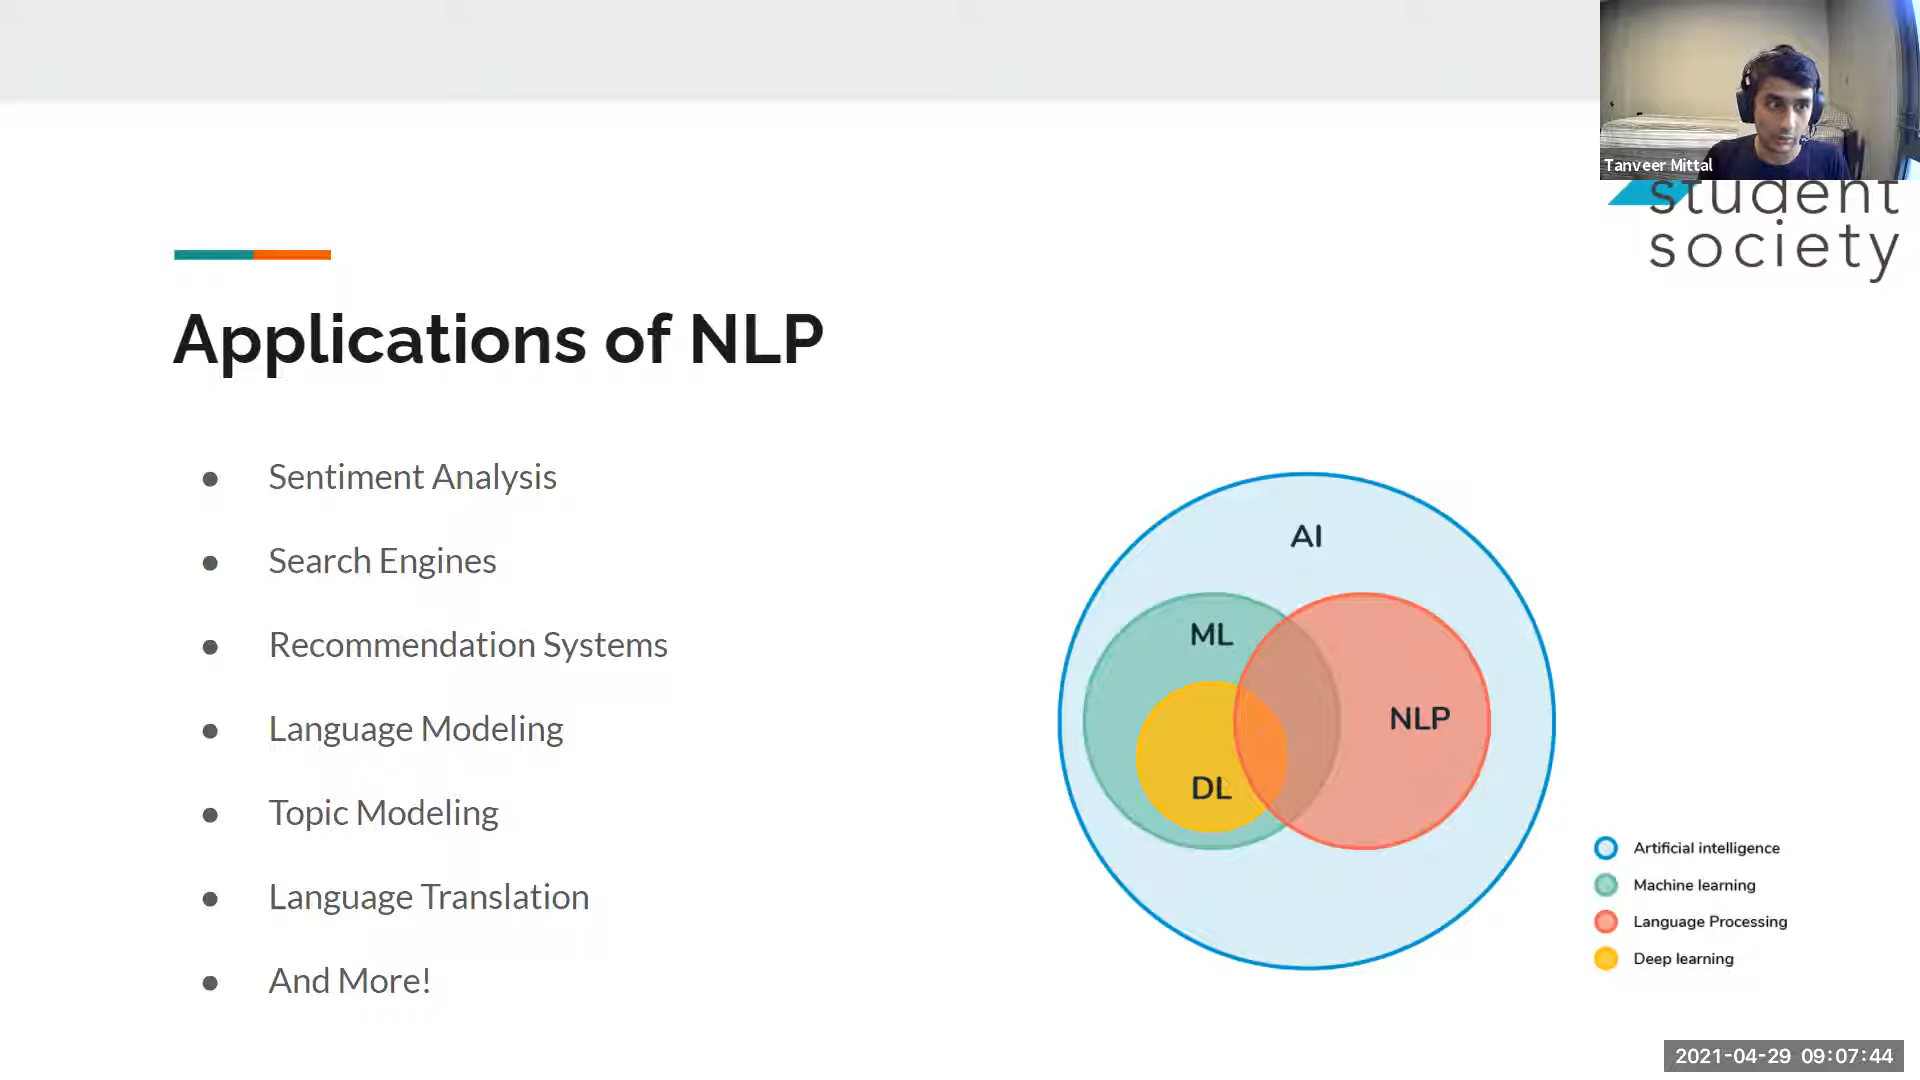 Tanveer Mittal
student
society
Applications of NLP
● Sentiment Analysis
● Search Engines
● Recommendation Systems
● Language Modeling
● Topic Modeling
● Language Translation
● And More!
AI
ML
NLP
DL
Artificial intelligence
Machine learning
Language Processing
Deep learning
2021-04-29 09:07:44